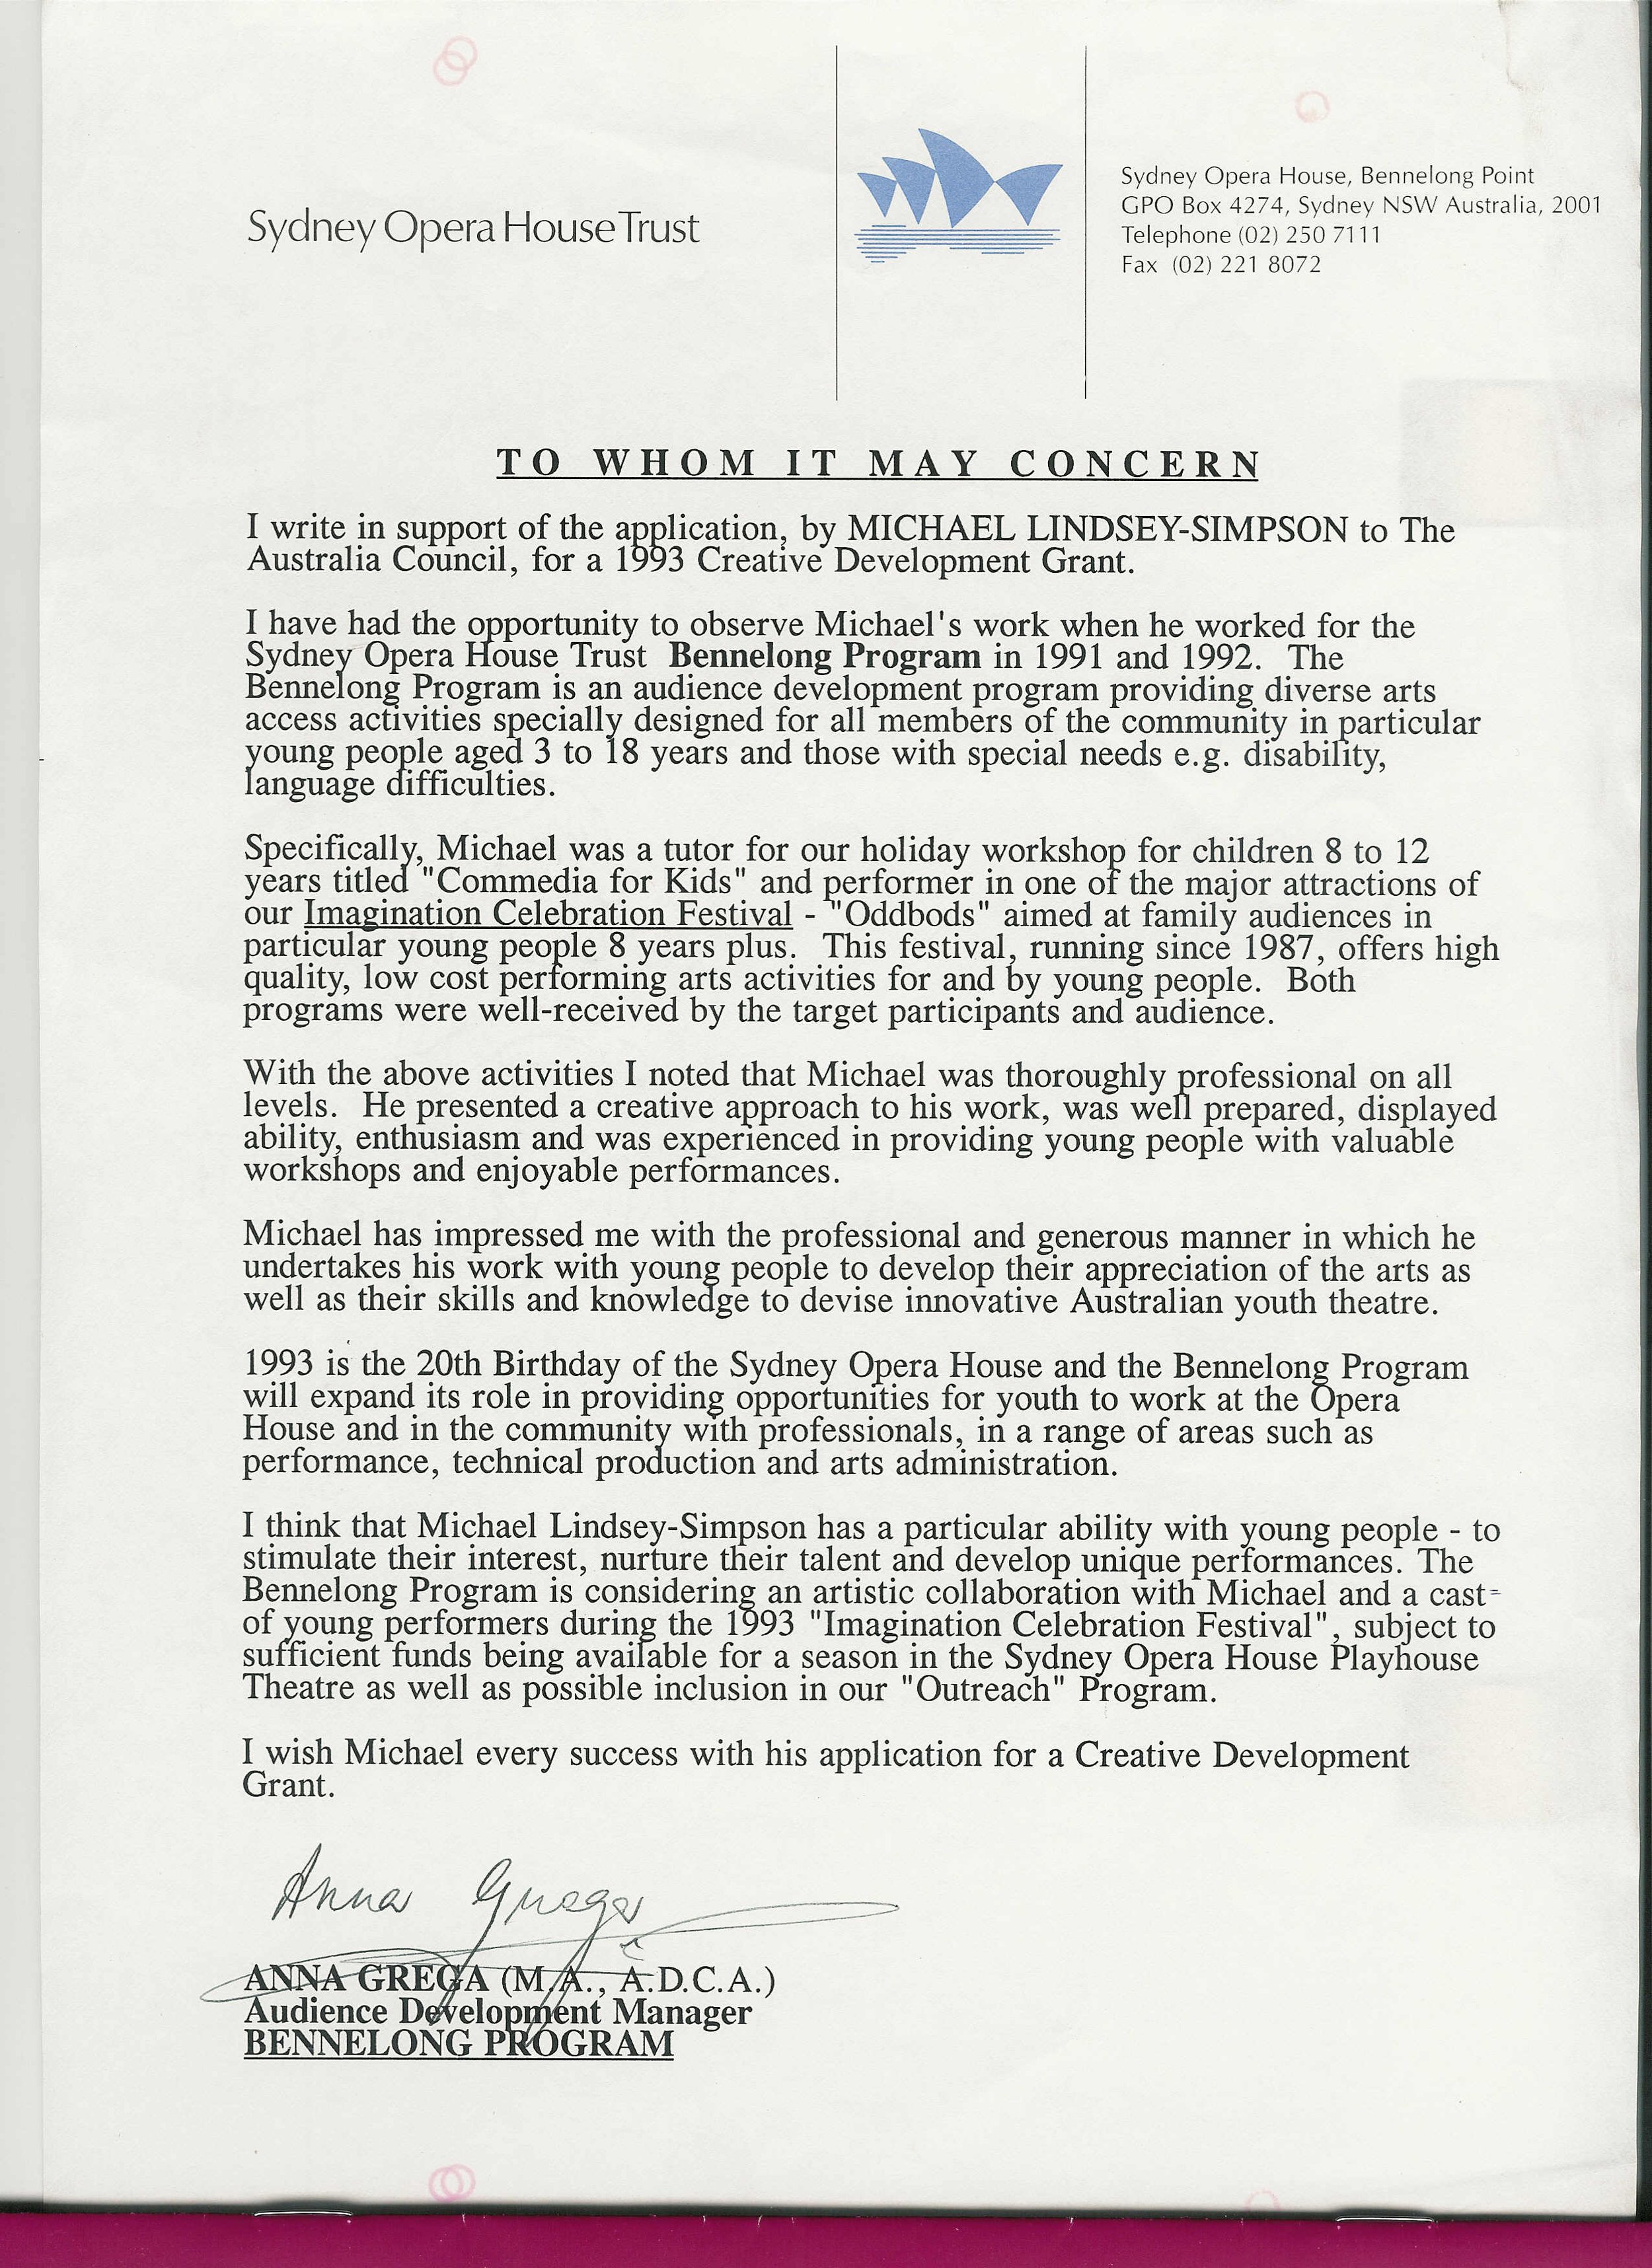 Sydney Opera House Trust
Sydney Opera House, Bennelong Point
GPO Box 4274, Sydney NSW Australia, 2001
Telephone (02) 250 7111
Fax (02) 221 8072
TO WHOM IT MAY CONCERN
I write in support of the application, by MICHAEL LINDSEY-SIMPSON to The
Australia Council, for a 1993 Creative Development Grant.
I have had the opportunity to observe Michael's work when he worked for the
Sydney Opera House Trust Bennelong Program in 1991 and 1992. The
Bennelong Program is an audience development program providing diverse arts
access activities specially designed for all members of the community in particular
young people aged 3 to 18 years and those with special needs e.g. disability,
language difficulties.
Specifically, Michael was a tutor for our holiday workshop for children 8 to 12
years titled "Commedia for Kids" and performer in one of the major attractions of
our Imagination Celebration Festival - "Oddbods" aimed at family audiences in
particular young people 8 years plus. This festival, running since 1987, offers high
quality, low cost performing arts activities for and by young people. Both
programs were well-received by the target participants and audience.
With the above activities I noted that Michael was thoroughly professional on all
levels. He presented a creative approach to his work, was well prepared, displayed
ability, enthusiasm and was experienced in providing young people with valuable
workshops and enjoyable performances.
Michael has impressed me with the professional and generous manner in which he
undertakes his work with young people to develop their appreciation of the arts as
well as their skills and knowledge to devise innovative Australian youth theatre.
1993 is the 20th Birthday of the Sydney Opera House and the Bennelong Program
will expand its role in providing opportunities for youth to work at the Opera
House and in the community with professionals, in a range of areas such as
performance, technical production and arts administration.
I think that Michael Lindsey-Simpson has a particular ability with young people - to
stimulate their interest, nurture their talent and develop unique performances. The
Bennelong Program is considering an artistic collaboration with Michael and a cast
of young performers during the 1993 "Imagination Celebration Festival", subject to
sufficient funds being available for a season in the Sydney Opera House Playhouse
Theatre as well as possible inclusion in our "Outreach" Program.
I wish Michael every success with his application for a Creative Development
Grant.
Anna Grega
ANNA GREGA (M.A., A.D.C.A.)
Audience Development Manager
BENNELONG PROGRAM